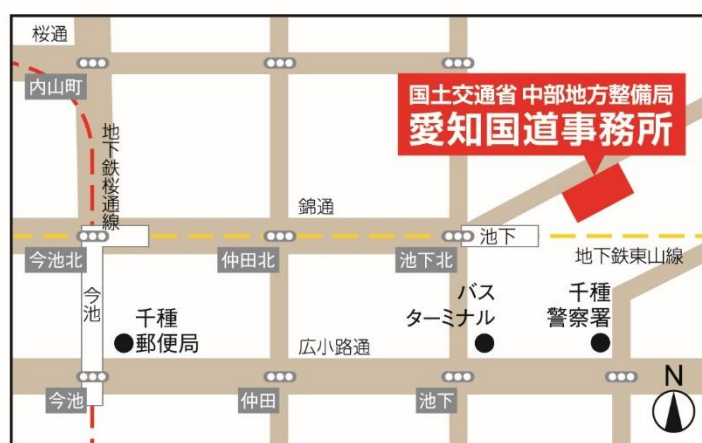 桜通
内山町
国土交通省 中部地方整備局
愛知国道事務所
地下鉄桜通線
錦通
池下
今池北
仲田北
池下北
地下鉄東山線
今池
千種
郵便局
バス
ターミナル
千種
警察署
広小路通
今池
仲田
池下
N